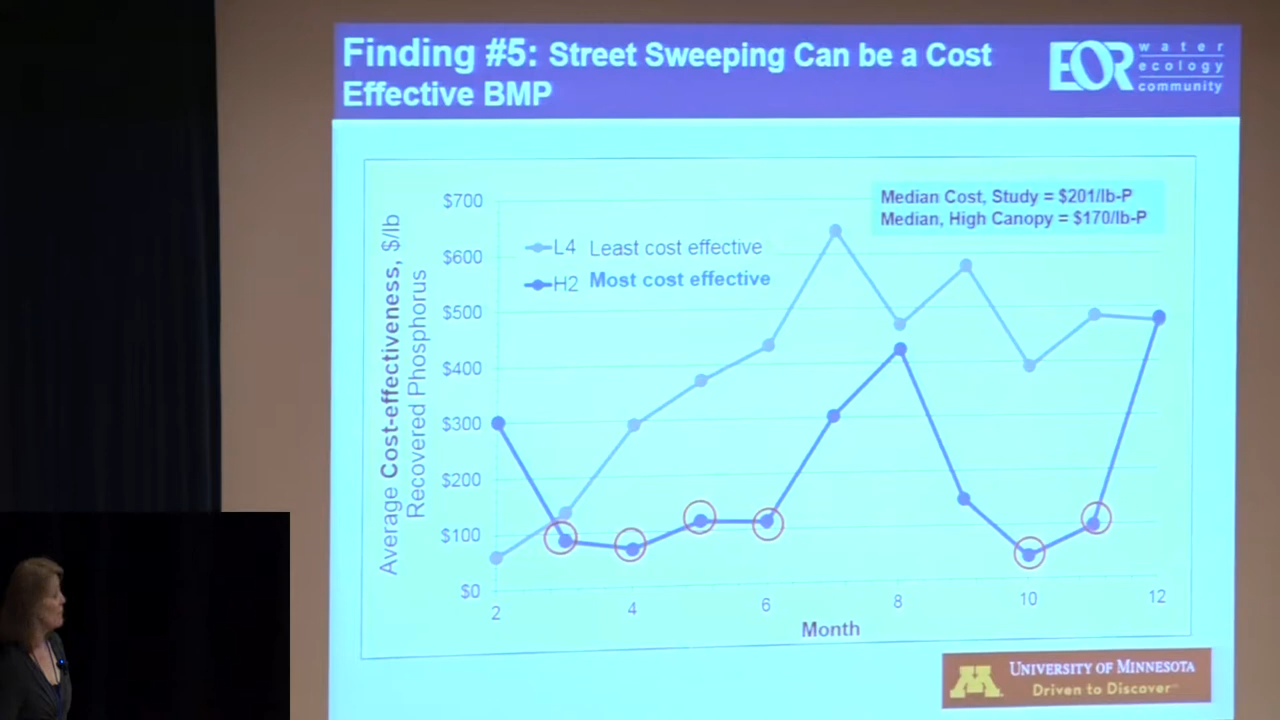 Finding #5: Street Sweeping Can be a Cost
Effective BMP
EOR
water
ecology
community
Median Cost, Study = $201/lb-P
Median, High Canopy = $170/lb-P
L4 Least cost effective
H2 Most cost effective
Average Cost-effectiveness, $/lb
Recovered Phosphorus
$700
$600
$500
$400
$300
$200
$100
$0
2
4
6
8
10
12
Month
M
UNIVERSITY OF MINNESOTA
Driven to Discover℠